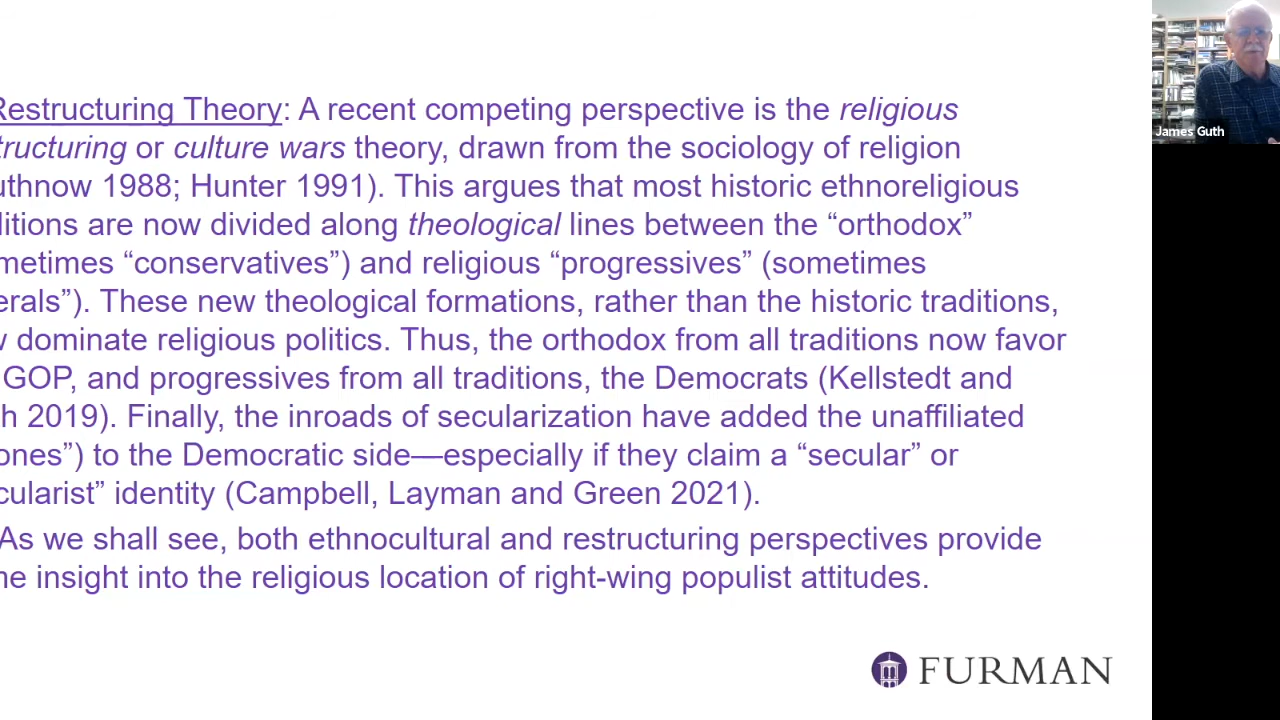 Restructuring Theory: A recent competing perspective is the religious
tructuring or culture wars theory, drawn from the sociology of religion
uthnow 1988; Hunter 1991). This argues that most historic ethnoreligious
litions are now divided along theological lines between the “orthodox”
metimes “conservatives”) and religious “progressives” (sometimes
erals”). These new theological formations, rather than the historic traditions,
w dominate religious politics. Thus, the orthodox from all traditions now favor
GOP, and progressives from all traditions, the Democrats (Kellstedt and
h 2019). Finally, the inroads of secularization have added the unaffiliated
ones”) to the Democratic side—especially if they claim a “secular” or
cularist” identity (Campbell, Layman and Green 2021).
As we shall see, both ethnocultural and restructuring perspectives provide
ne insight into the religious location of right-wing populist attitudes.
FURMAN
James Guth